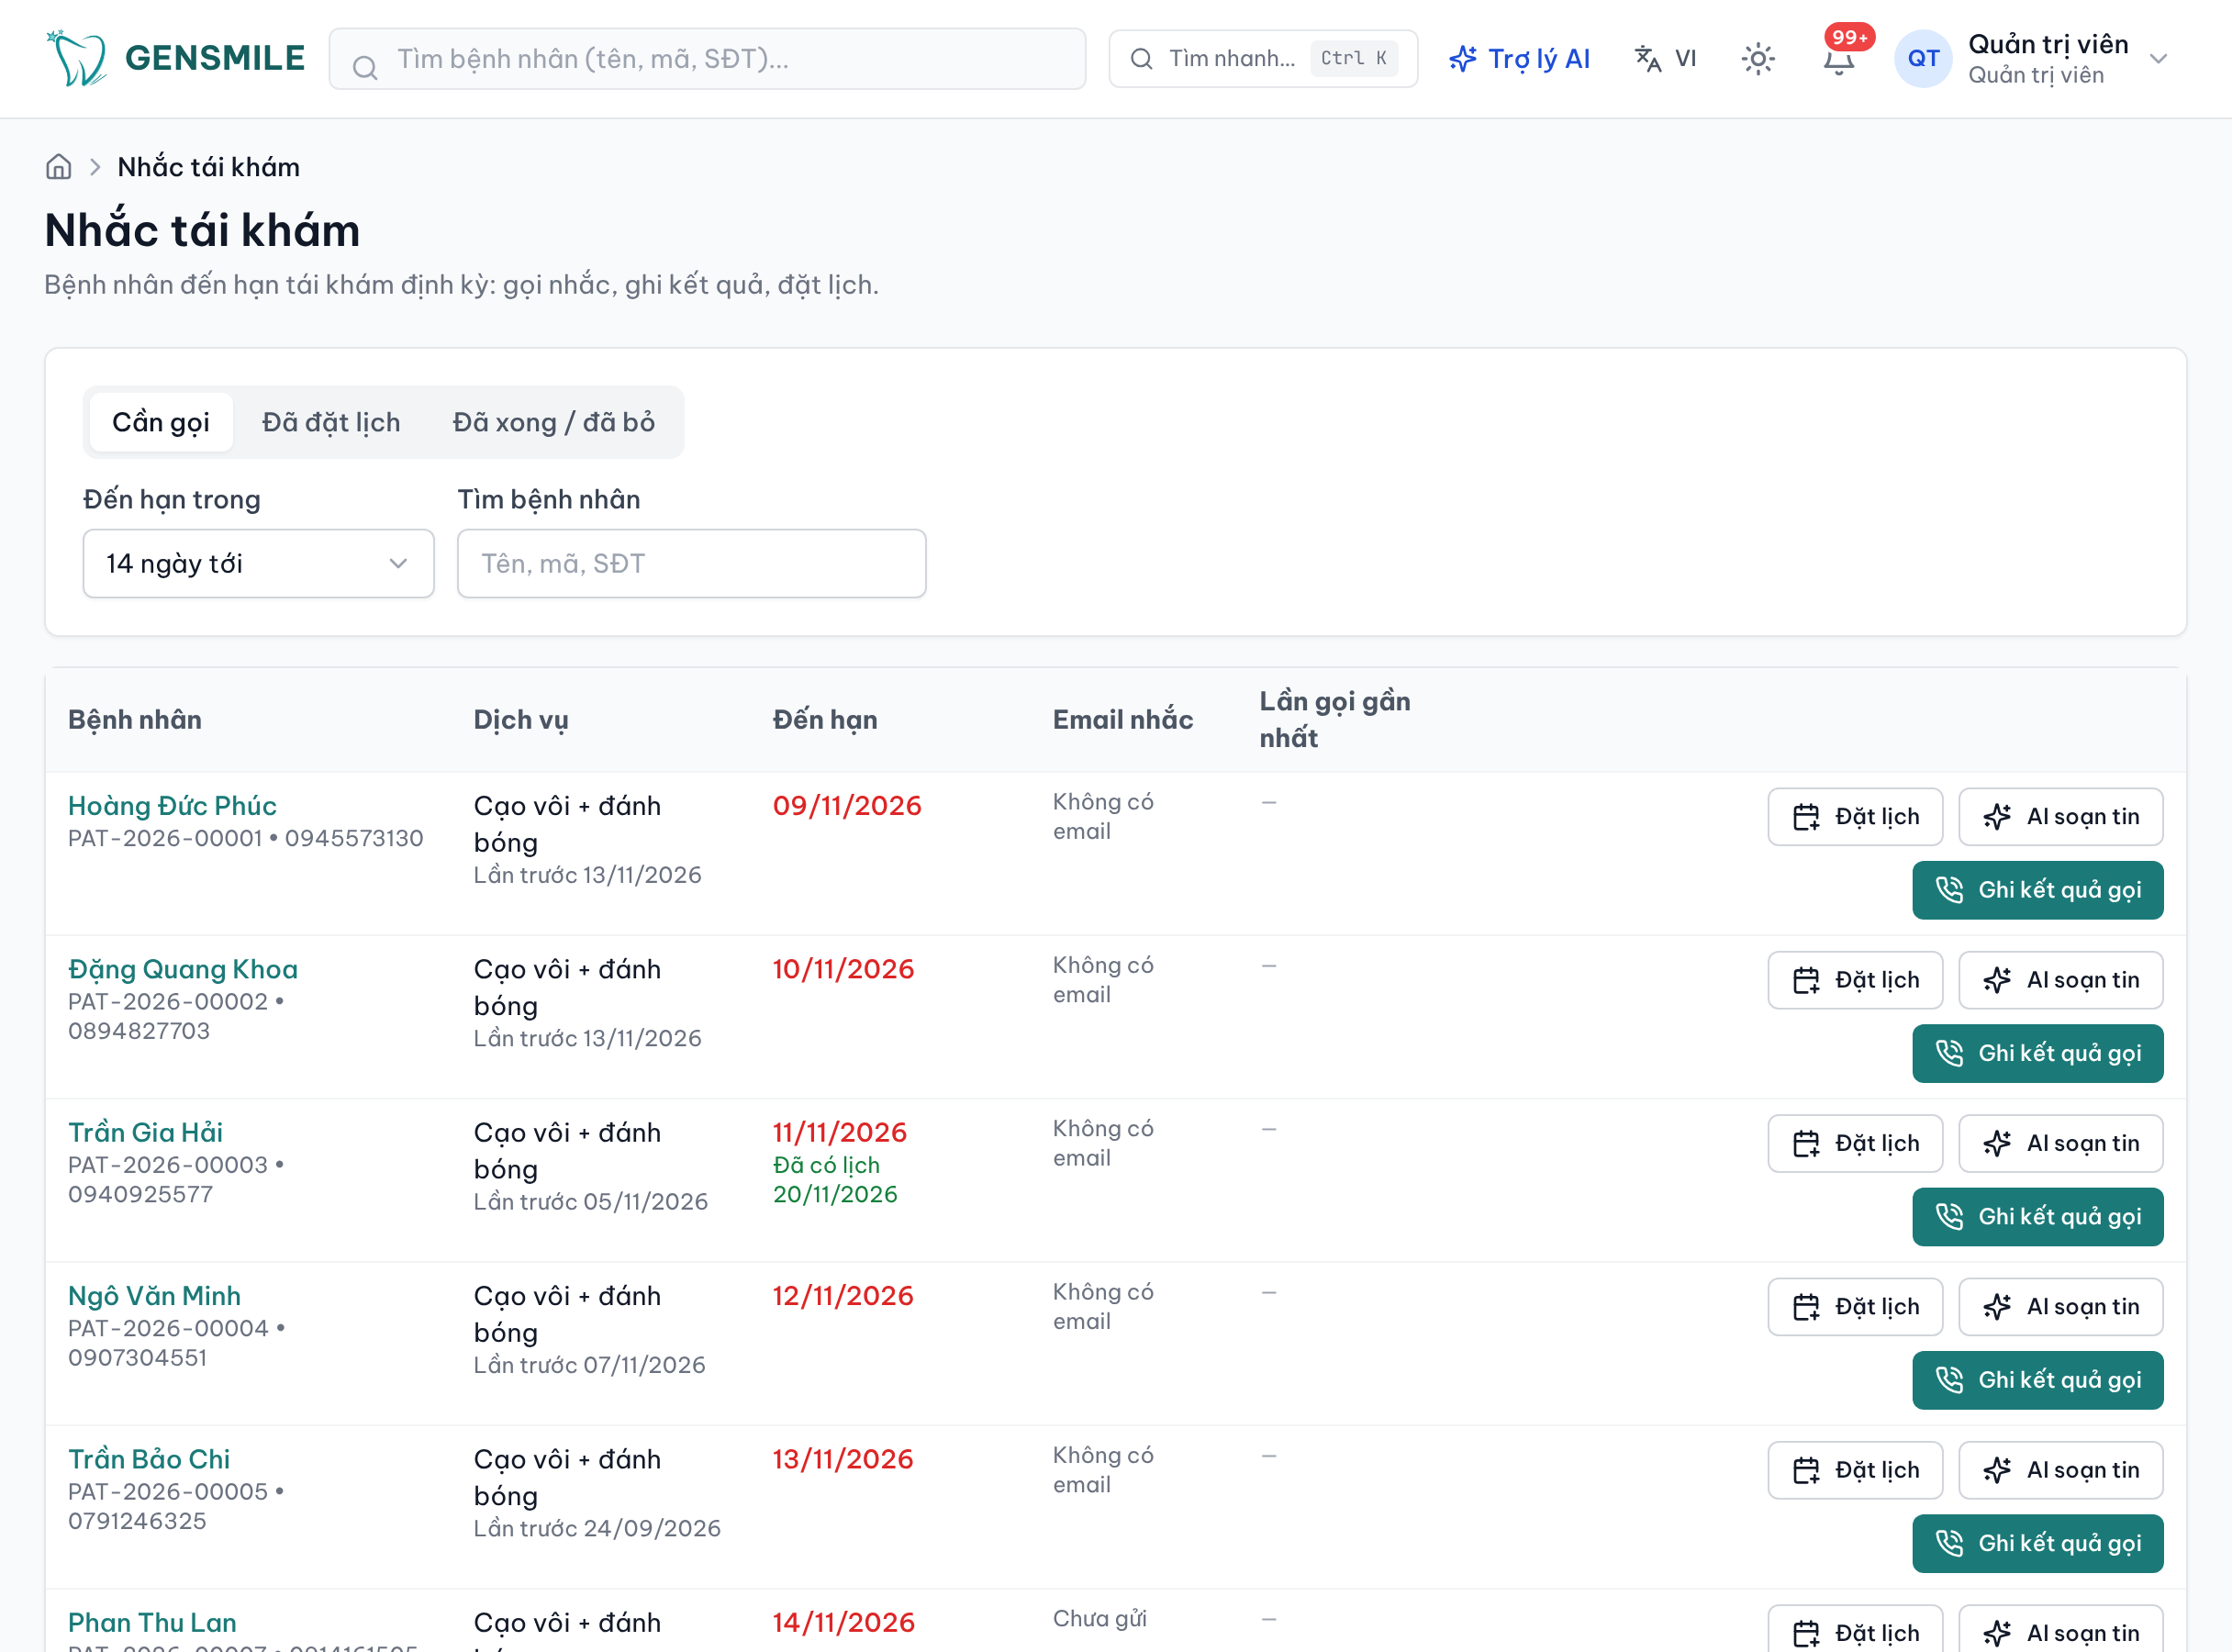 GENSMILE
Tìm bệnh nhân (tên, mã, SĐT)...
Tìm nhanh... Ctrl K
Trợ lý AI
VI
99+
QT
Quản trị viên
Quản trị viên
Nhắc tái khám
Nhắc tái khám
Bệnh nhân đến hạn tái khám định kỳ: gọi nhắc, ghi kết quả, đặt lịch.
Cần gọi Đã đặt lịch Đã xong / đã bỏ
Đến hạn trong Tìm bệnh nhân
14 ngày tới Tên, mã, SĐT
Bệnh nhân Dịch vụ Đến hạn Email nhắc Lần gọi gần
nhất
Hoàng Đức Phúc
PAT-2026-00001 • 0945573130
Cạo vôi + đánh
bóng
Lần trước 13/11/2026
09/11/2026
Không có
email
—
Đặt lịch AI soạn tin
Ghi kết quả gọi
Đặng Quang Khoa
PAT-2026-00002 •
0894827703
Cạo vôi + đánh
bóng
Lần trước 13/11/2026
10/11/2026
Không có
email
—
Đặt lịch AI soạn tin
Ghi kết quả gọi
Trần Gia Hải
PAT-2026-00003 •
0940925577
Cạo vôi + đánh
bóng
Lần trước 05/11/2026
11/11/2026
Đã có lịch
20/11/2026
Không có
email
—
Đặt lịch AI soạn tin
Ghi kết quả gọi
Ngô Văn Minh
PAT-2026-00004 •
0907304551
Cạo vôi + đánh
bóng
Lần trước 07/11/2026
12/11/2026
Không có
email
—
Đặt lịch AI soạn tin
Ghi kết quả gọi
Trần Bảo Chi
PAT-2026-00005 •
0791246325
Cạo vôi + đánh
bóng
Lần trước 24/09/2026
13/11/2026
Không có
email
—
Đặt lịch AI soạn tin
Ghi kết quả gọi
Phan Thu Lan
Cạo vôi + đánh
14/11/2026
Chưa gửi
—
Đặt lịch AI soạn tin